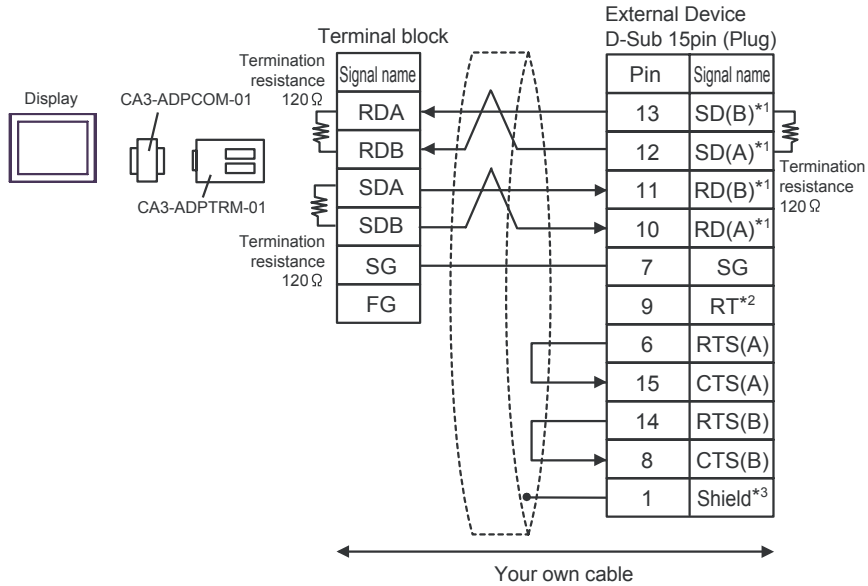 Display
CA3-ADPCOM-01
CA3-ADPTRM-01
Terminal block
Termination
resistance
120Ω
Signal name
RDA
RDB
SDA
SDB
SG
FG
Termination
resistance
120Ω
External Device
D-Sub 15pin (Plug)
Pin Signal name
13 SD(B)*1
12 SD(A)*1
11 RD(B)*1
10 RD(A)*1
7 SG
9 RT*2
6 RTS(A)
15 CTS(A)
14 RTS(B)
8 CTS(B)
1 Shield*3
Termination
resistance
120Ω
Your own cable